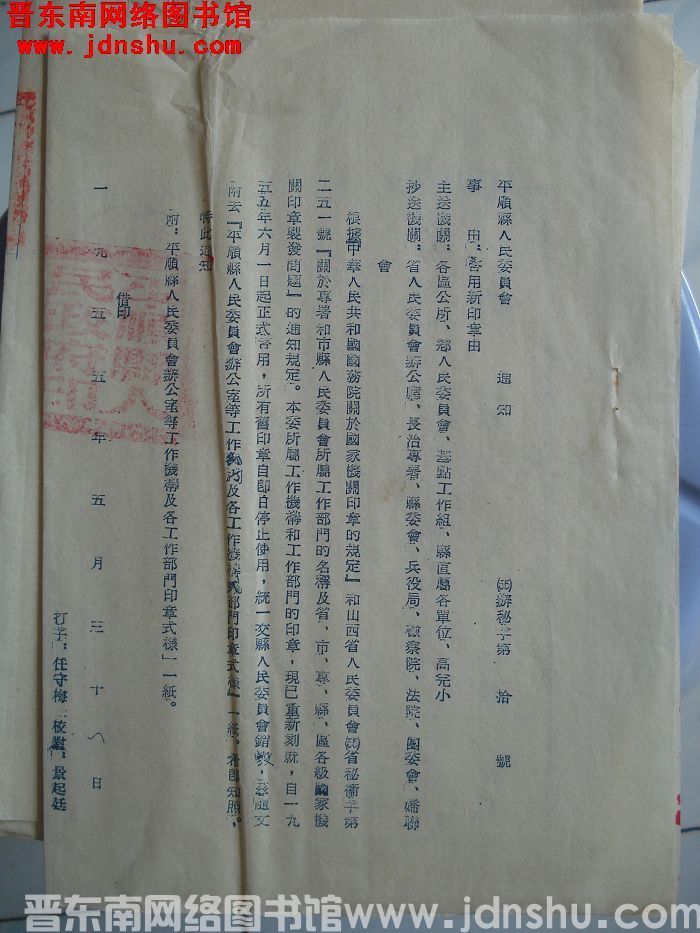 晋东南网络图书馆
www.jdnshu.com
平順縣人民委員會 通知 ㊄辦秘字第拾號
事由：啓用新印章由
主送機關：各區公所、鄉人民委員會、基點工作組、縣直屬各單位、高完小
抄送機關：省人民委員會辦公廳、長治專署、縣委會、兵役局、檢察院、法院、團委會、婦聯
會
根據『中華人民共和國國務院關於國家機關印章的規定』和山西省人民委員會㊄省秘衛字第
二五一號『關於專署和市縣人民委員會所屬工作部門的名稱及省、市、專、縣、區各級國家機
關印章製發問題』的通知規定。本委所屬工作機構和工作部門的印章，現已重新刻就，自一九
五五年六月一日起正式啓用，所有舊印章自即日停止使用，統一交縣人民委員會銷毀，茲隨文
附去『平順縣人民委員會辦公室等工作機構及各工作部門印章式樣』一紙。希即知照。
特此通知
附：平順縣人民委員會辦公室等工作機構及各工作部門印章式樣』一紙。
借印
一九五五年五月三十日
打字：任守梅 校對：景起廷
晋东南网络图书馆 www.jdnshu.com